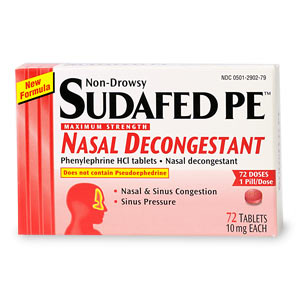 New
Formula
NDC 0501-2902-79
Non-Drowsy
SUDAFED PE™
MAXIMUM STRENGTH
NASAL DECONGESTANT
Phenylephrine HCl tablets • Nasal decongestant
Does not contain Pseudoephedrine
72 DOSES
1 Pill/Dose
• Nasal & Sinus Congestion
• Sinus Pressure
72 TABLETS
10 mg EACH